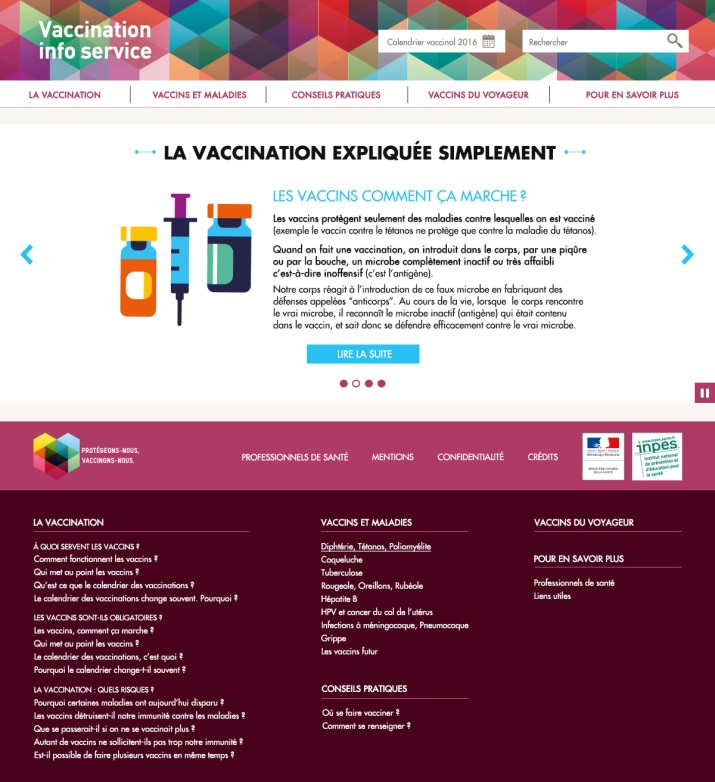 Vaccination
info service
Calendrier vaccinal 2016
Rechercher
LA VACCINATION
VACCINS ET MALADIES
CONSEILS PRATIQUES
VACCINS DU VOYAGEUR
POUR EN SAVOIR PLUS
LA VACCINATION EXPLIQUÉE SIMPLEMENT
LES VACCINS COMMENT ÇA MARCHE ?
Les vaccins protègent seulement des maladies contre lesquelles on est vacciné
(exemple le vaccin contre le tétanos ne protège que contre la maladie du tétanos).
Quand on fait une vaccination, on introduit dans le corps, par une piqûre
ou par la bouche, un microbe complètement inactif ou très affaibli
c'est-à-dire inoffensif (c'est l'antigène).
Notre corps réagit à l'introduction de ce faux microbe en fabriquant des
défenses appelées "anticorps". Au cours de la vie, lorsque le corps rencontre
le vrai microbe, il reconnaît le microbe inactif (antigène) qui était contenu
dans le vaccin, et sait donc se défendre efficacement contre le vrai microbe.
LIRE LA SUITE
PROTÉGEONS-NOUS,
VACCINONS-NOUS.
PROFESSIONNELS DE SANTÉ
MENTIONS
CONFIDENTIALITÉ
CRÉDITS
www.inpes.sante.fr
inpes
institut national
de prévention et
d'éducation pour
la santé
LA VACCINATION
À QUOI SERVENT LES VACCINS ?
Comment fonctionnent les vaccins ?
Qui met au point les vaccins ?
Qu'est ce que le calendrier des vaccinations ?
Le calendrier des vaccinations change souvent. Pourquoi ?
LES VACCINS SONT-ILS OBLIGATOIRES ?
Les vaccins, comment ça marche ?
Qui met au point les vaccins ?
Le calendrier des vaccinations, c'est quoi ?
Pourquoi le calendrier change-t-il souvent ?
LA VACCINATION : QUELS RISQUES ?
Pourquoi certaines maladies ont aujourd'hui disparu ?
Les vaccins détruisent-il notre immunité contre les maladies ?
Que se passerait-il si on ne se vaccinait plus ?
Autant de vaccins ne sollicitent-ils pas trop notre immunité ?
Est-il possible de faire plusieurs vaccins en même temps ?
VACCINS ET MALADIES
Diphtérie, Tétanos, Poliomyélite
Coqueluche
Tuberculose
Rougeole, Oreillons, Rubéole
Hépatite B
HPV et cancer du col de l'utérus
Infections à méningocoque, Pneumocoque
Grippe
Les vaccins futur
CONSEILS PRATIQUES
Où se faire vacciner ?
Comment se renseigner ?
VACCINS DU VOYAGEUR
POUR EN SAVOIR PLUS
Professionnels de santé
Liens utiles